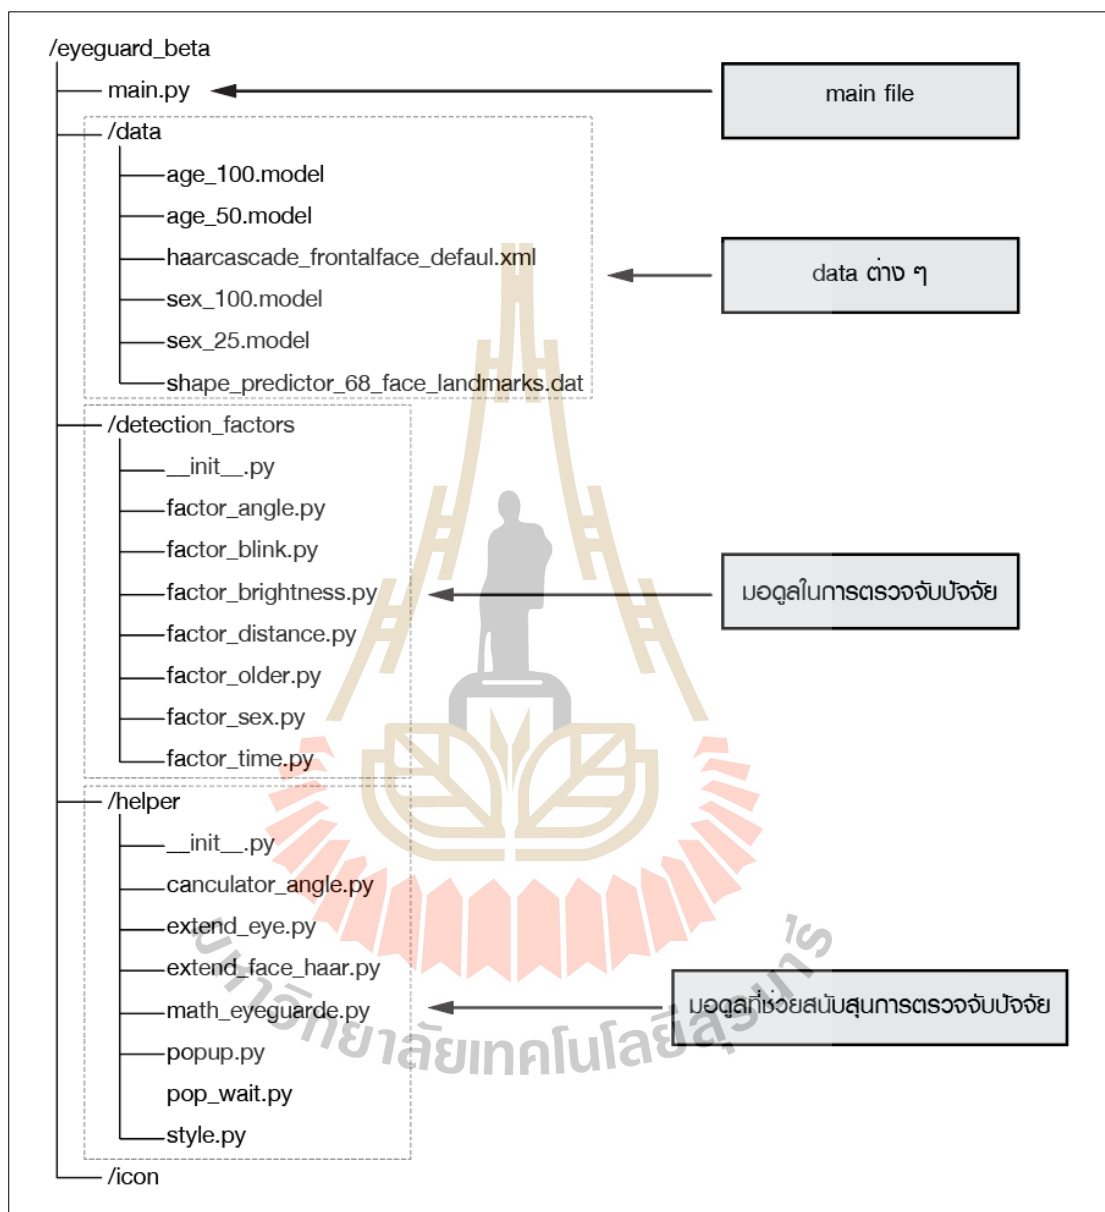 /eyeguard_beta
main.py
main file
/data
age_100.model
age_50.model
haarcascade_frontalface_defaul.xml
data ต่าง ๆ
sex_100.model
sex_25.model
shape_predictor_68_face_landmarks.dat
/detection_factors
__init__.py
factor_angle.py
factor_blink.py
factor_brightness.py
มอดูลในการตรวจจับปัจจัย
factor_distance.py
factor_older.py
factor_sex.py
factor_time.py
/helper
__init__.py
canculator_angle.py
extend_eye.py
extend_face_haar.py
math_eyeguarde.py
มอดูลที่ช่วยสนับสุนการตรวจจับปัจจัย
popup.py
pop_wait.py
style.py
/icon
มหาวิทยาลัยเทคโนโลยีสุรนารี